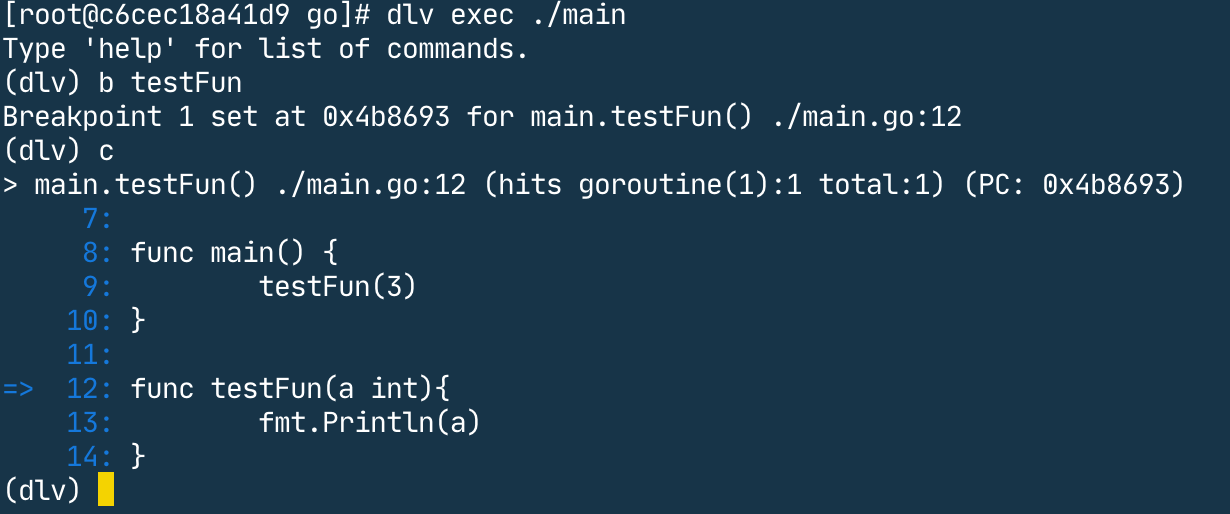 [root@c6cec18a41d9 go]# dlv exec ./main
Type 'help' for list of commands.
(dlv) b testFun
Breakpoint 1 set at 0x4b8693 for main.testFun() ./main.go:12
(dlv) c
> main.testFun() ./main.go:12 (hits goroutine(1):1 total:1) (PC: 0x4b8693)
     7:
     8: func main() {
     9:         testFun(3)
    10: }
    11:
=>  12: func testFun(a int){
    13:         fmt.Println(a)
    14: }
(dlv)